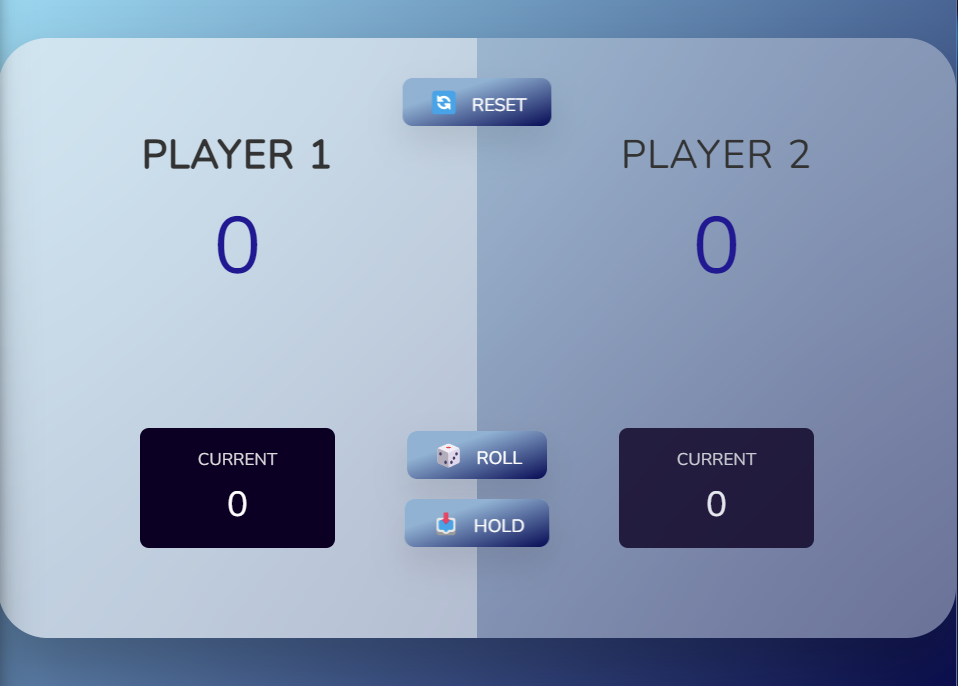 RESET
PLAYER 1
PLAYER 2
0
0
CURRENT
0
CURRENT
0
ROLL
HOLD